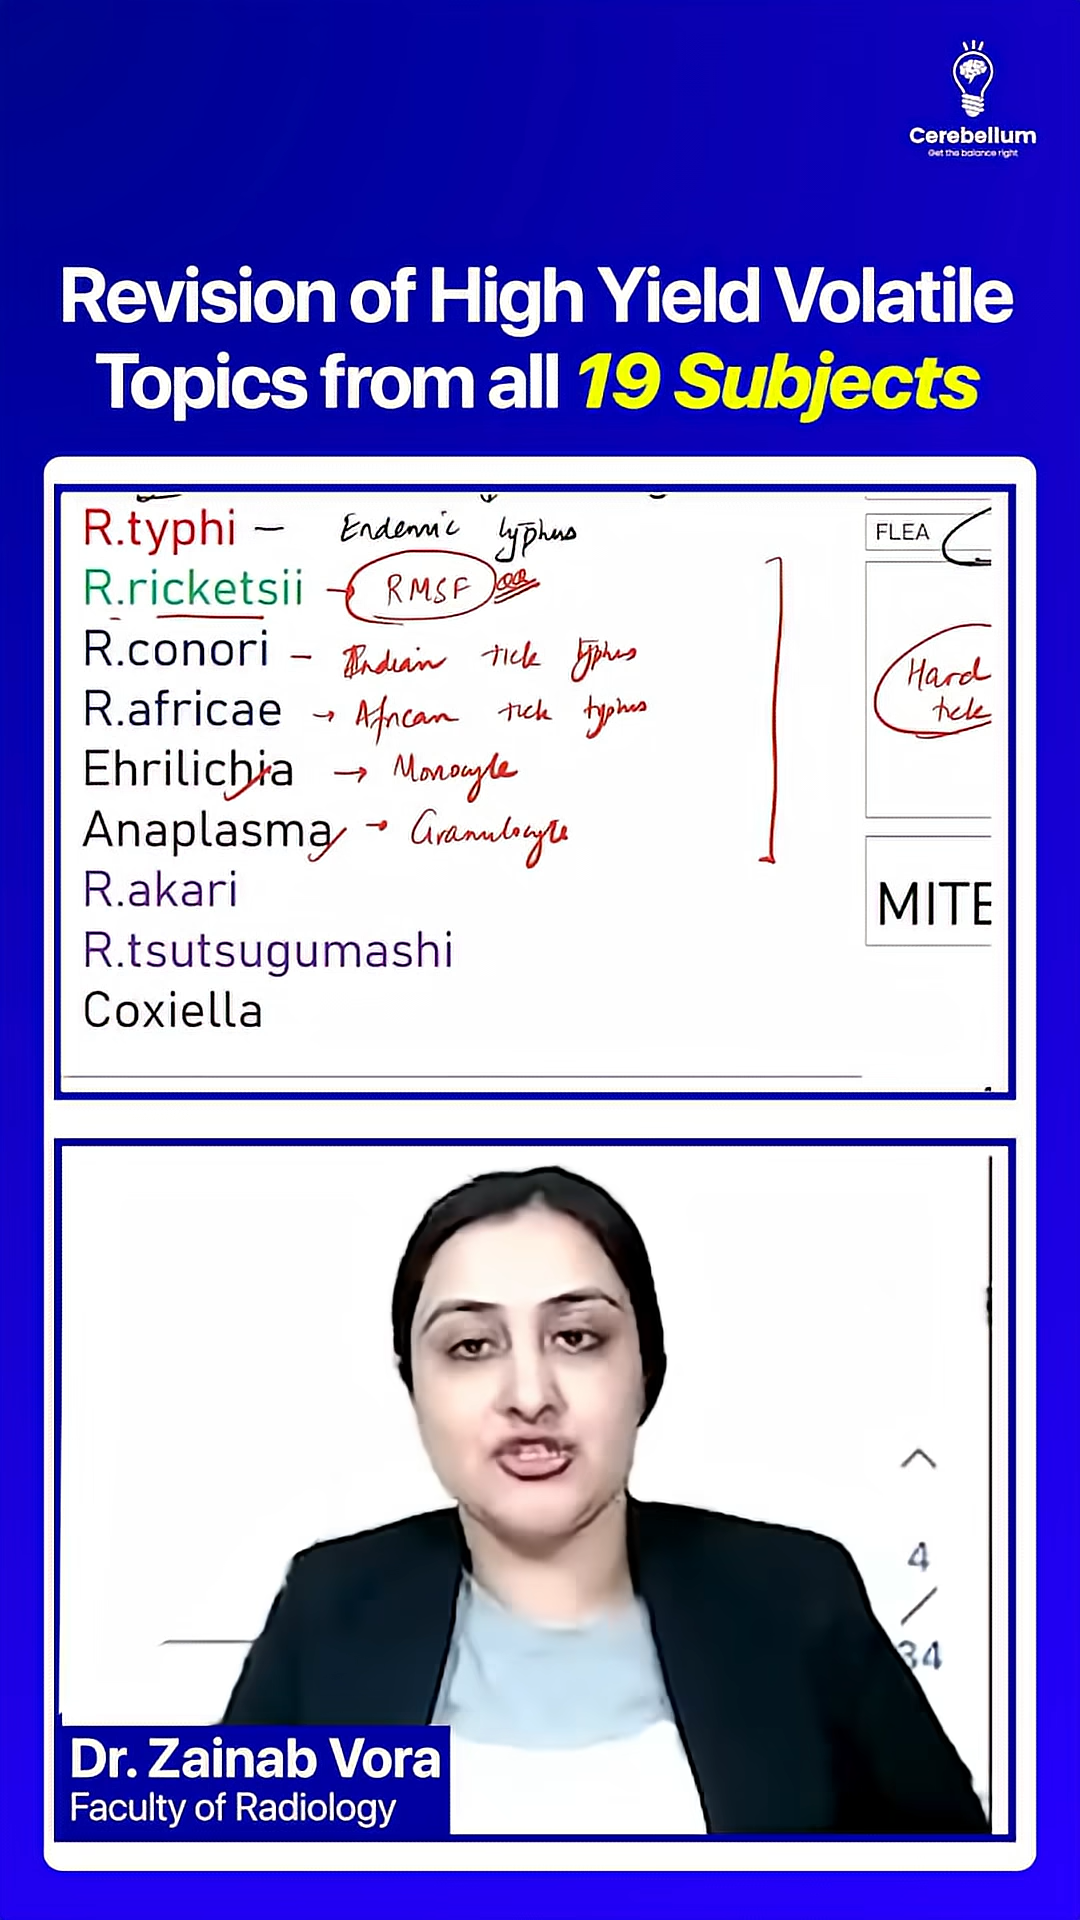 Cerebellum
Get the balance right
Revision of High Yield Volatile
Topics from all 19 Subjects
R.typhi — Endemic typhus
R.ricketsii → RMSF
R.conori – Indian tick typhus
R.africae → African tick typhus
Ehrilichia → Monocyte
Anaplasma → Granulocyte
R.akari
R.tsutsugumashi
Coxiella
FLEA
Hard
tick
MITE
4
/
34
Dr. Zainab Vora
Faculty of Radiology